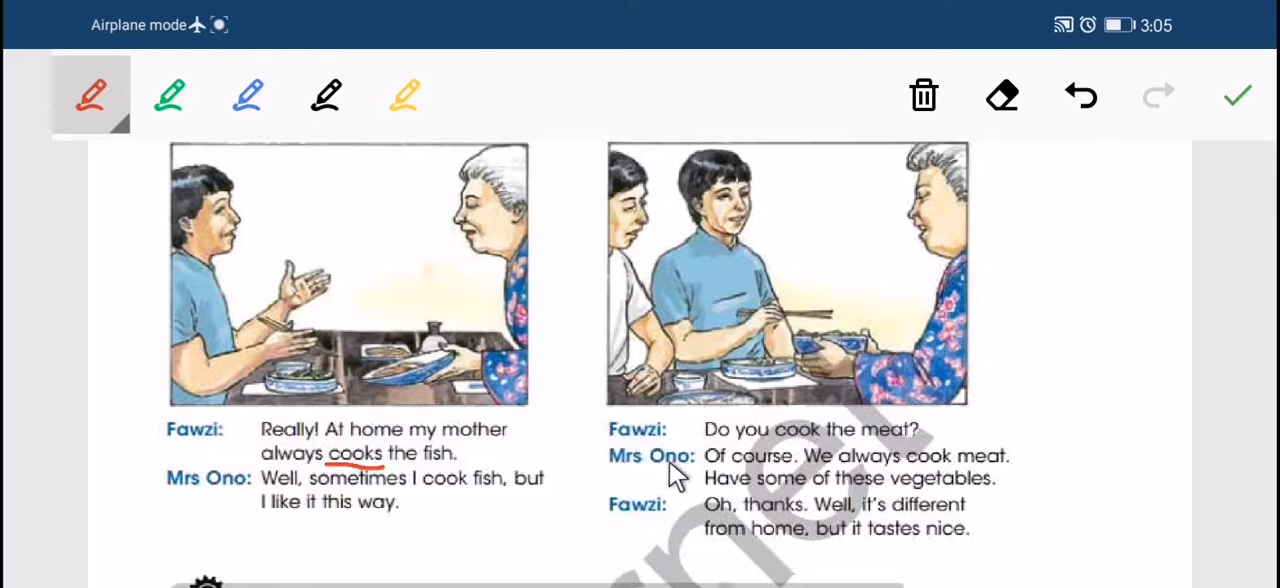 Airplane mode
3:05
Fawzi: Really! At home my mother
always cooks the fish.
Mrs Ono: Well, sometimes I cook fish, but
I like it this way.
Fawzi: Do you cook the meat?
Mrs Ono: Of course. We always cook meat.
Have some of these vegetables.
Fawzi: Oh, thanks. Well, it's different
from home, but it tastes nice.